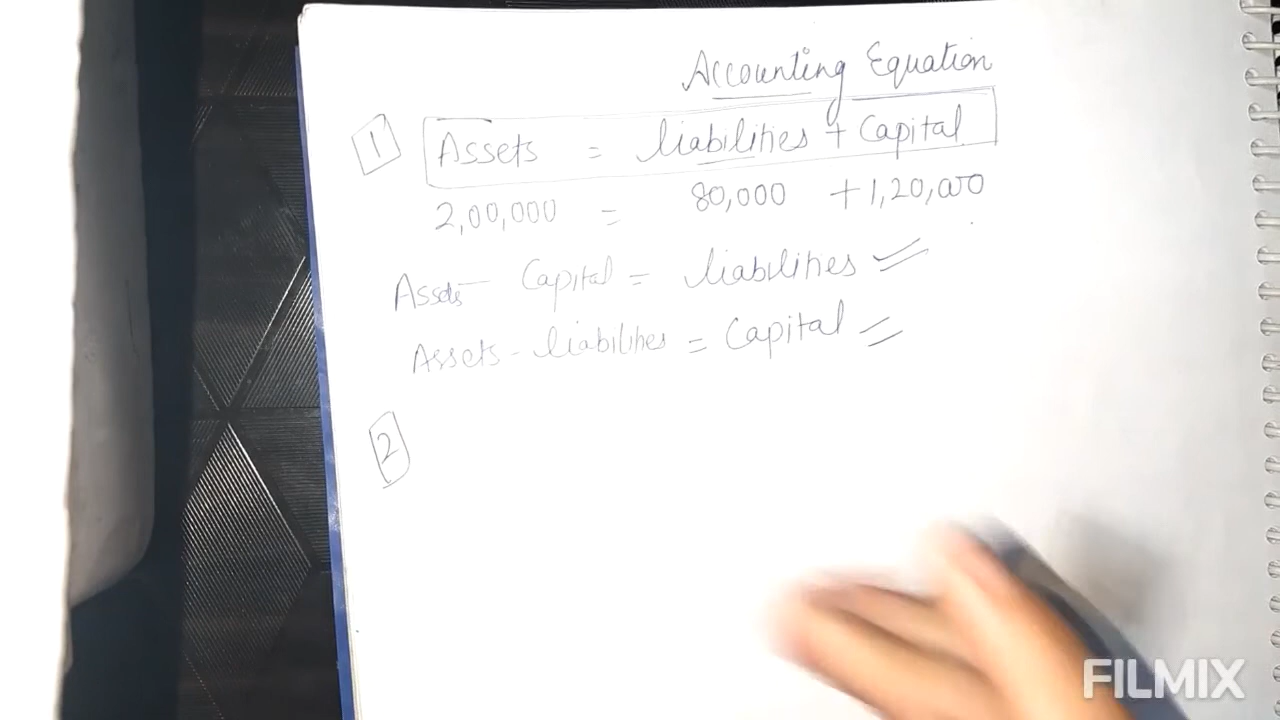 Accounting Equation
1 Assets = liabilities + Capital
2,00,000 = 80,000 + 1,20,000
Assets - Capital = liabilities
Assets - liabilities = Capital
2
FILMIX